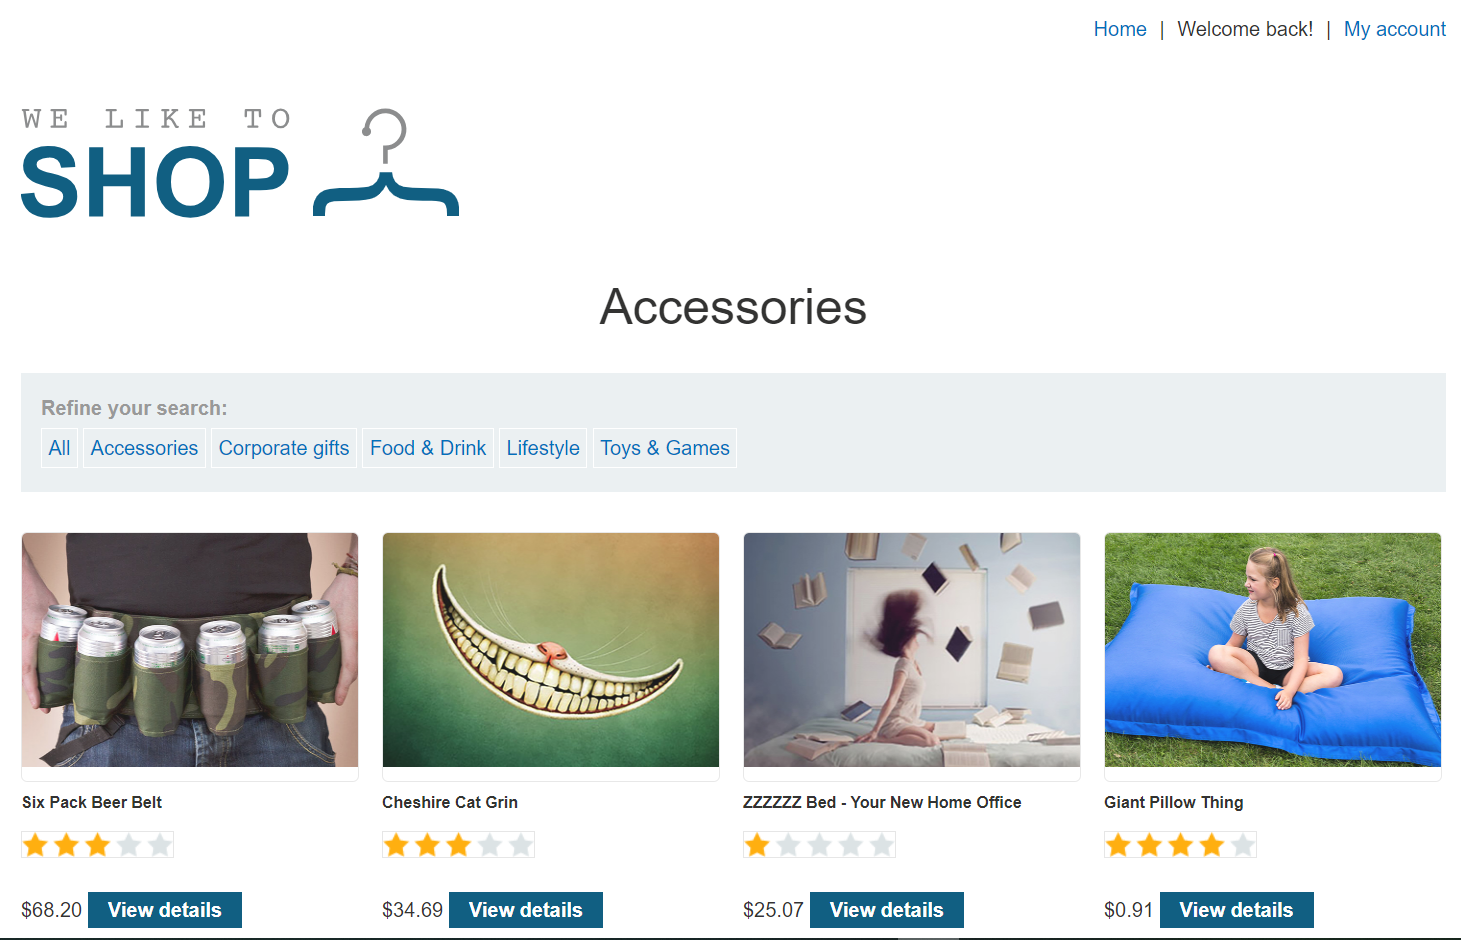 Home | Welcome back! | My account
WE LIKE TO
SHOP
Accessories
Refine your search:
All Accessories Corporate gifts Food & Drink Lifestyle Toys & Games
Six Pack Beer Belt Cheshire Cat Grin ZZZZZZ Bed - Your New Home Office Giant Pillow Thing
$68.20 View details $34.69 View details $25.07 View details $0.91 View details